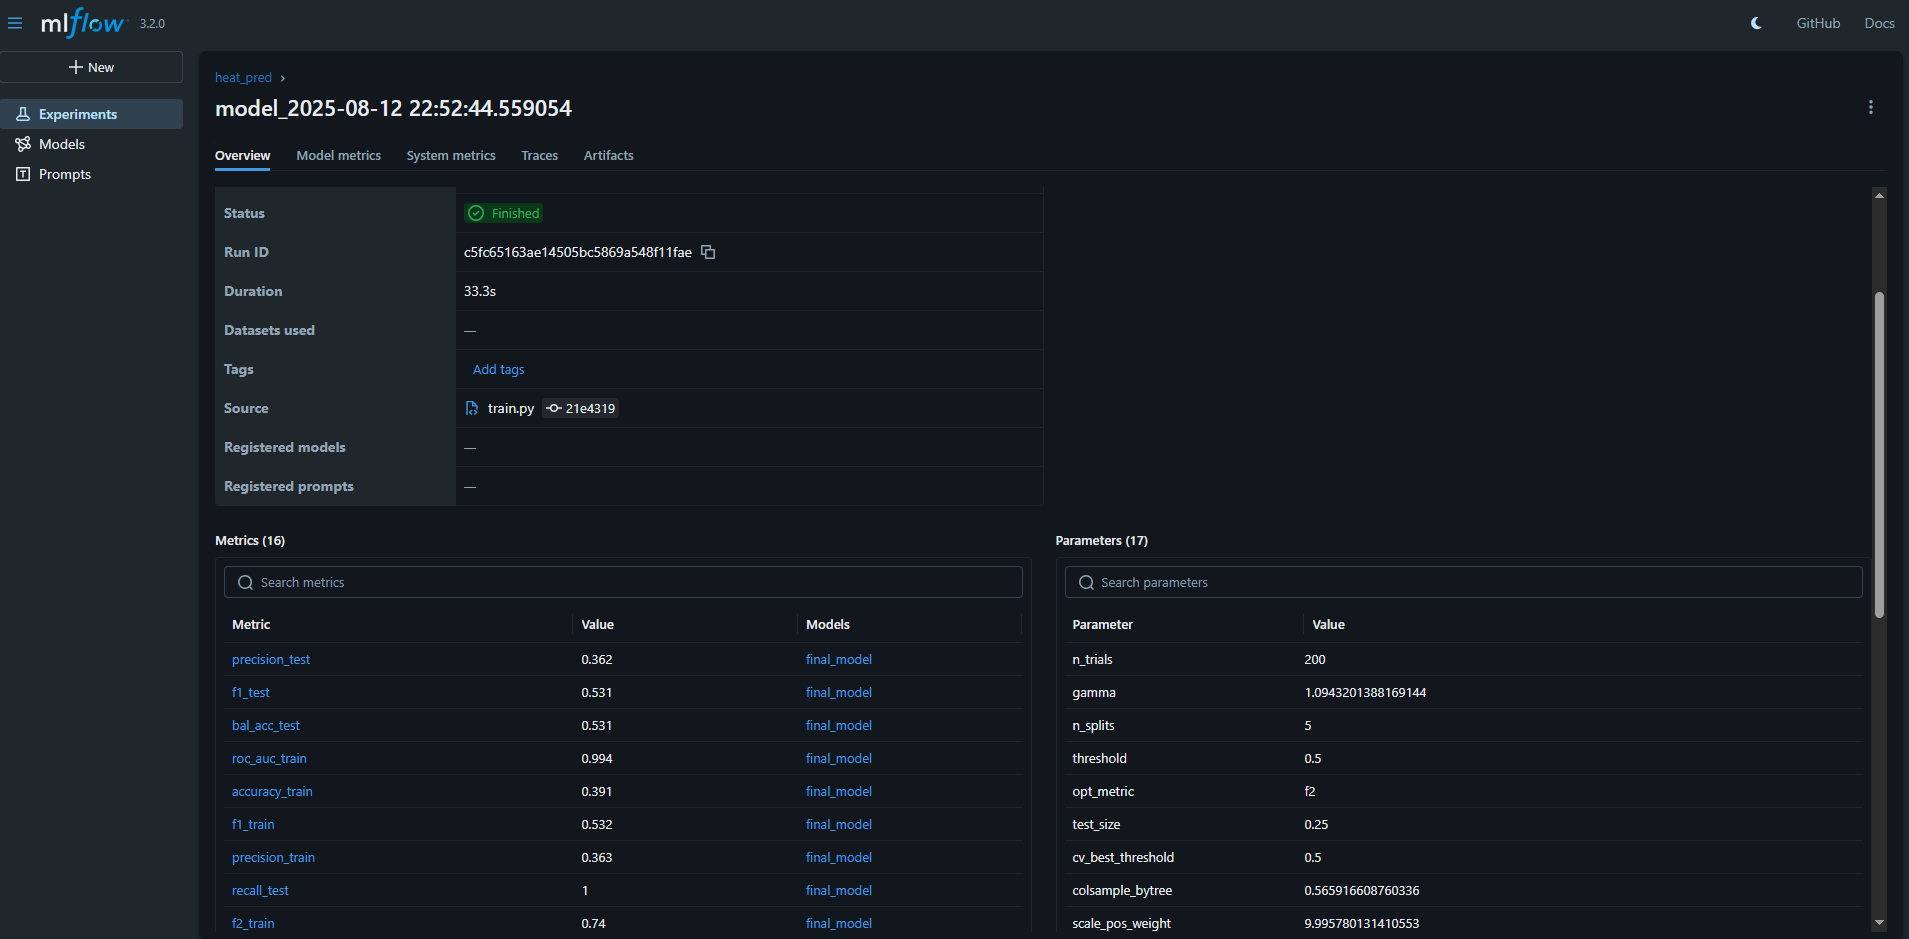 mlflow 3.2.0 GitHub Docs
New
Experiments
Models
Prompts
heat_pred ›
model_2025-08-12 22:52:44.559054
Overview Model metrics System metrics Traces Artifacts
Status Finished
Run ID c5fc65163ae14505bc5869a548f11fae
Duration 33.3s
Datasets used —
Tags Add tags
Source train.py 21e4319
Registered models —
Registered prompts —
Metrics (16)
Search metrics
Metric Value Models
precision_test 0.362 final_model
f1_test 0.531 final_model
bal_acc_test 0.531 final_model
roc_auc_train 0.994 final_model
accuracy_train 0.391 final_model
f1_train 0.532 final_model
precision_train 0.363 final_model
recall_test 1 final_model
f2_train 0.74 final_model
Parameters (17)
Search parameters
Parameter Value
n_trials 200
gamma 1.0943201388169144
n_splits 5
threshold 0.5
opt_metric f2
test_size 0.25
cv_best_threshold 0.5
colsample_bytree 0.565916608760336
scale_pos_weight 9.995780131410553